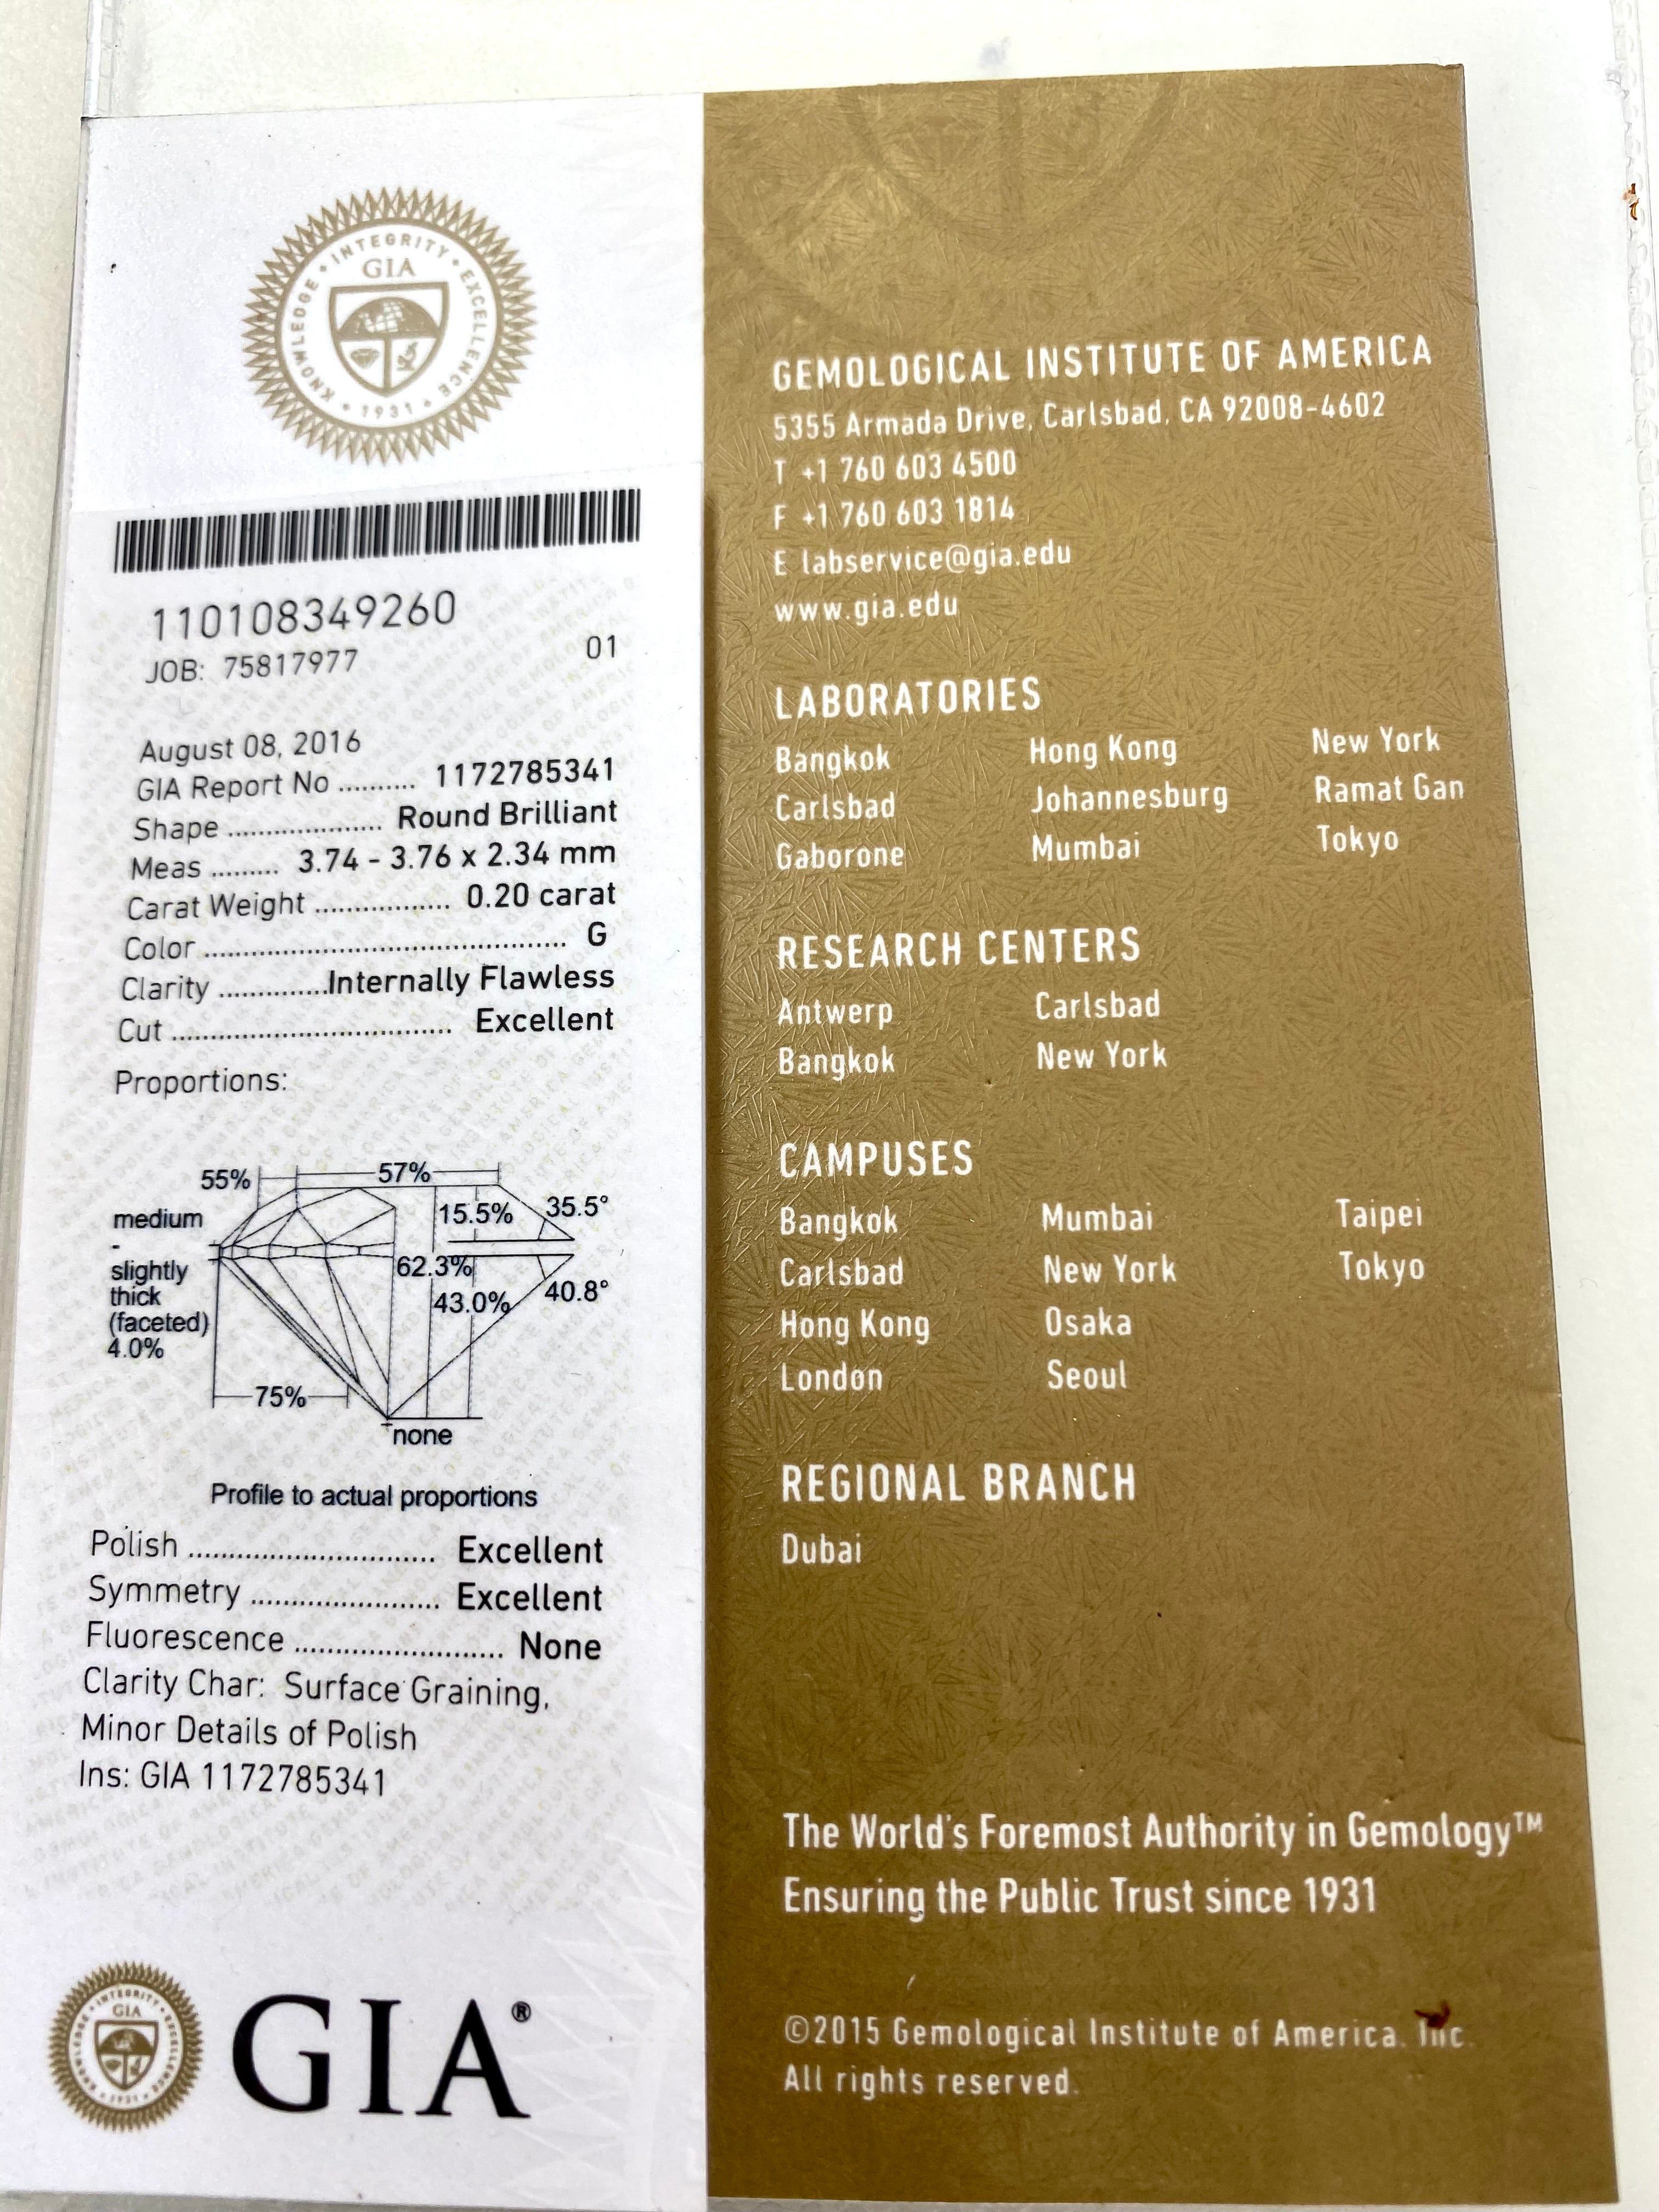 KNOWLEDGE • INTEGRITY • EXCELLENCE • 1931 •
GIA
110108349260
JOB: 75817977 01
August 08, 2016
GIA Report No .......... 1172785341
Shape ..................... Round Brilliant
Meas ......... 3.74 - 3.76 x 2.34 mm
Carat Weight .................. 0.20 carat
Color ................................................ G
Clarity ..............Internally Flawless
Cut ..................................... Excellent
Proportions:
55% 57%
medium 15.5% 35.5°
-
slightly 62.3%
thick 43.0% 40.8°
(faceted)
4.0%
75%
none
Profile to actual proportions
Polish ................................ Excellent
Symmetry ........................ Excellent
Fluorescence ........................... None
Clarity Char: Surface Graining,
Minor Details of Polish
Ins: GIA 1172785341
GIA
GIA®
GEMOLOGICAL INSTITUTE OF AMERICA
5355 Armada Drive, Carlsbad, CA 92008-4602
T +1 760 603 4500
F +1 760 603 1814
E labservice@gia.edu
www.gia.edu
LABORATORIES
Bangkok Hong Kong New York
Carlsbad Johannesburg Ramat Gan
Gaborone Mumbai Tokyo
RESEARCH CENTERS
Antwerp Carlsbad
Bangkok New York
CAMPUSES
Bangkok Mumbai Taipei
Carlsbad New York Tokyo
Hong Kong Osaka
London Seoul
REGIONAL BRANCH
Dubai
The World's Foremost Authority in Gemology™
Ensuring the Public Trust since 1931
©2015 Gemological Institute of America. Inc.
All rights reserved.